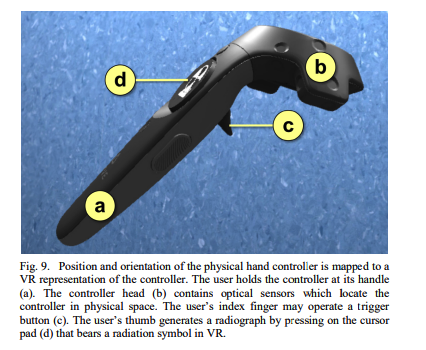 d
b
c
a
Fig. 9. Position and orientation of the physical hand controller is mapped to a
VR representation of the controller. The user holds the controller at its handle
(a). The controller head (b) contains optical sensors which locate the
controller in physical space. The user's index finger may operate a trigger
button (c). The user's thumb generates a radiograph by pressing on the cursor
pad (d) that bears a radiation symbol in VR.